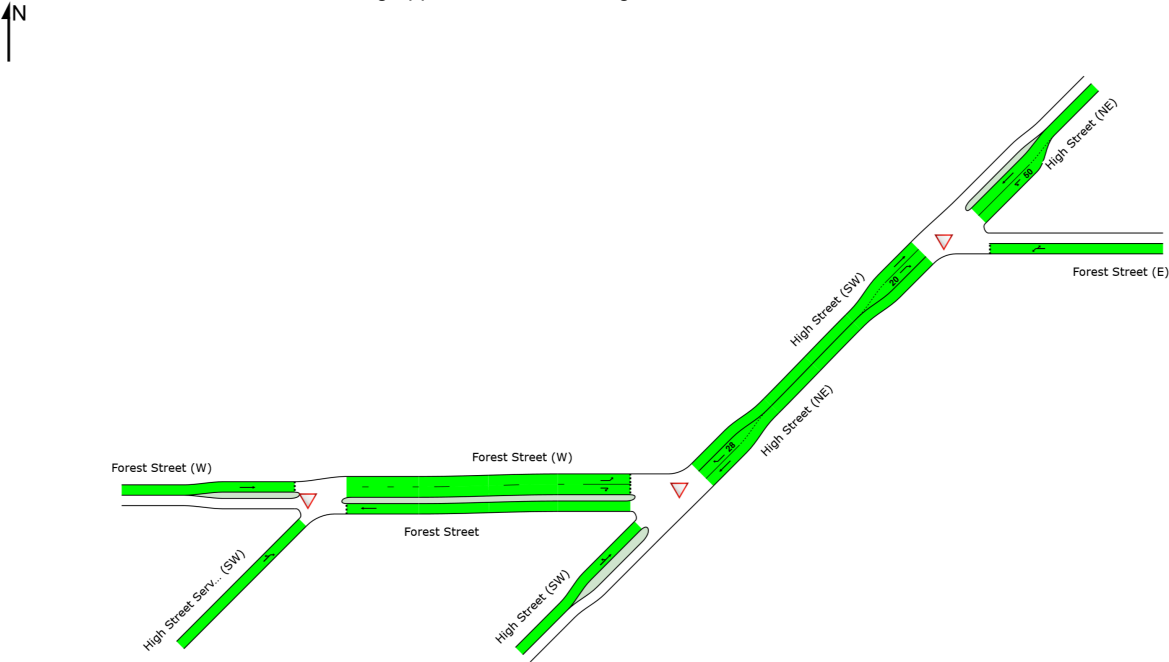 N
High Street (NE)
50
Forest Street (E)
High Street (SW)
20
High Street (NE)
28
Forest Street (W)
Forest Street (W)
Forest Street
High Street Serv... (SW)
High Street (SW)